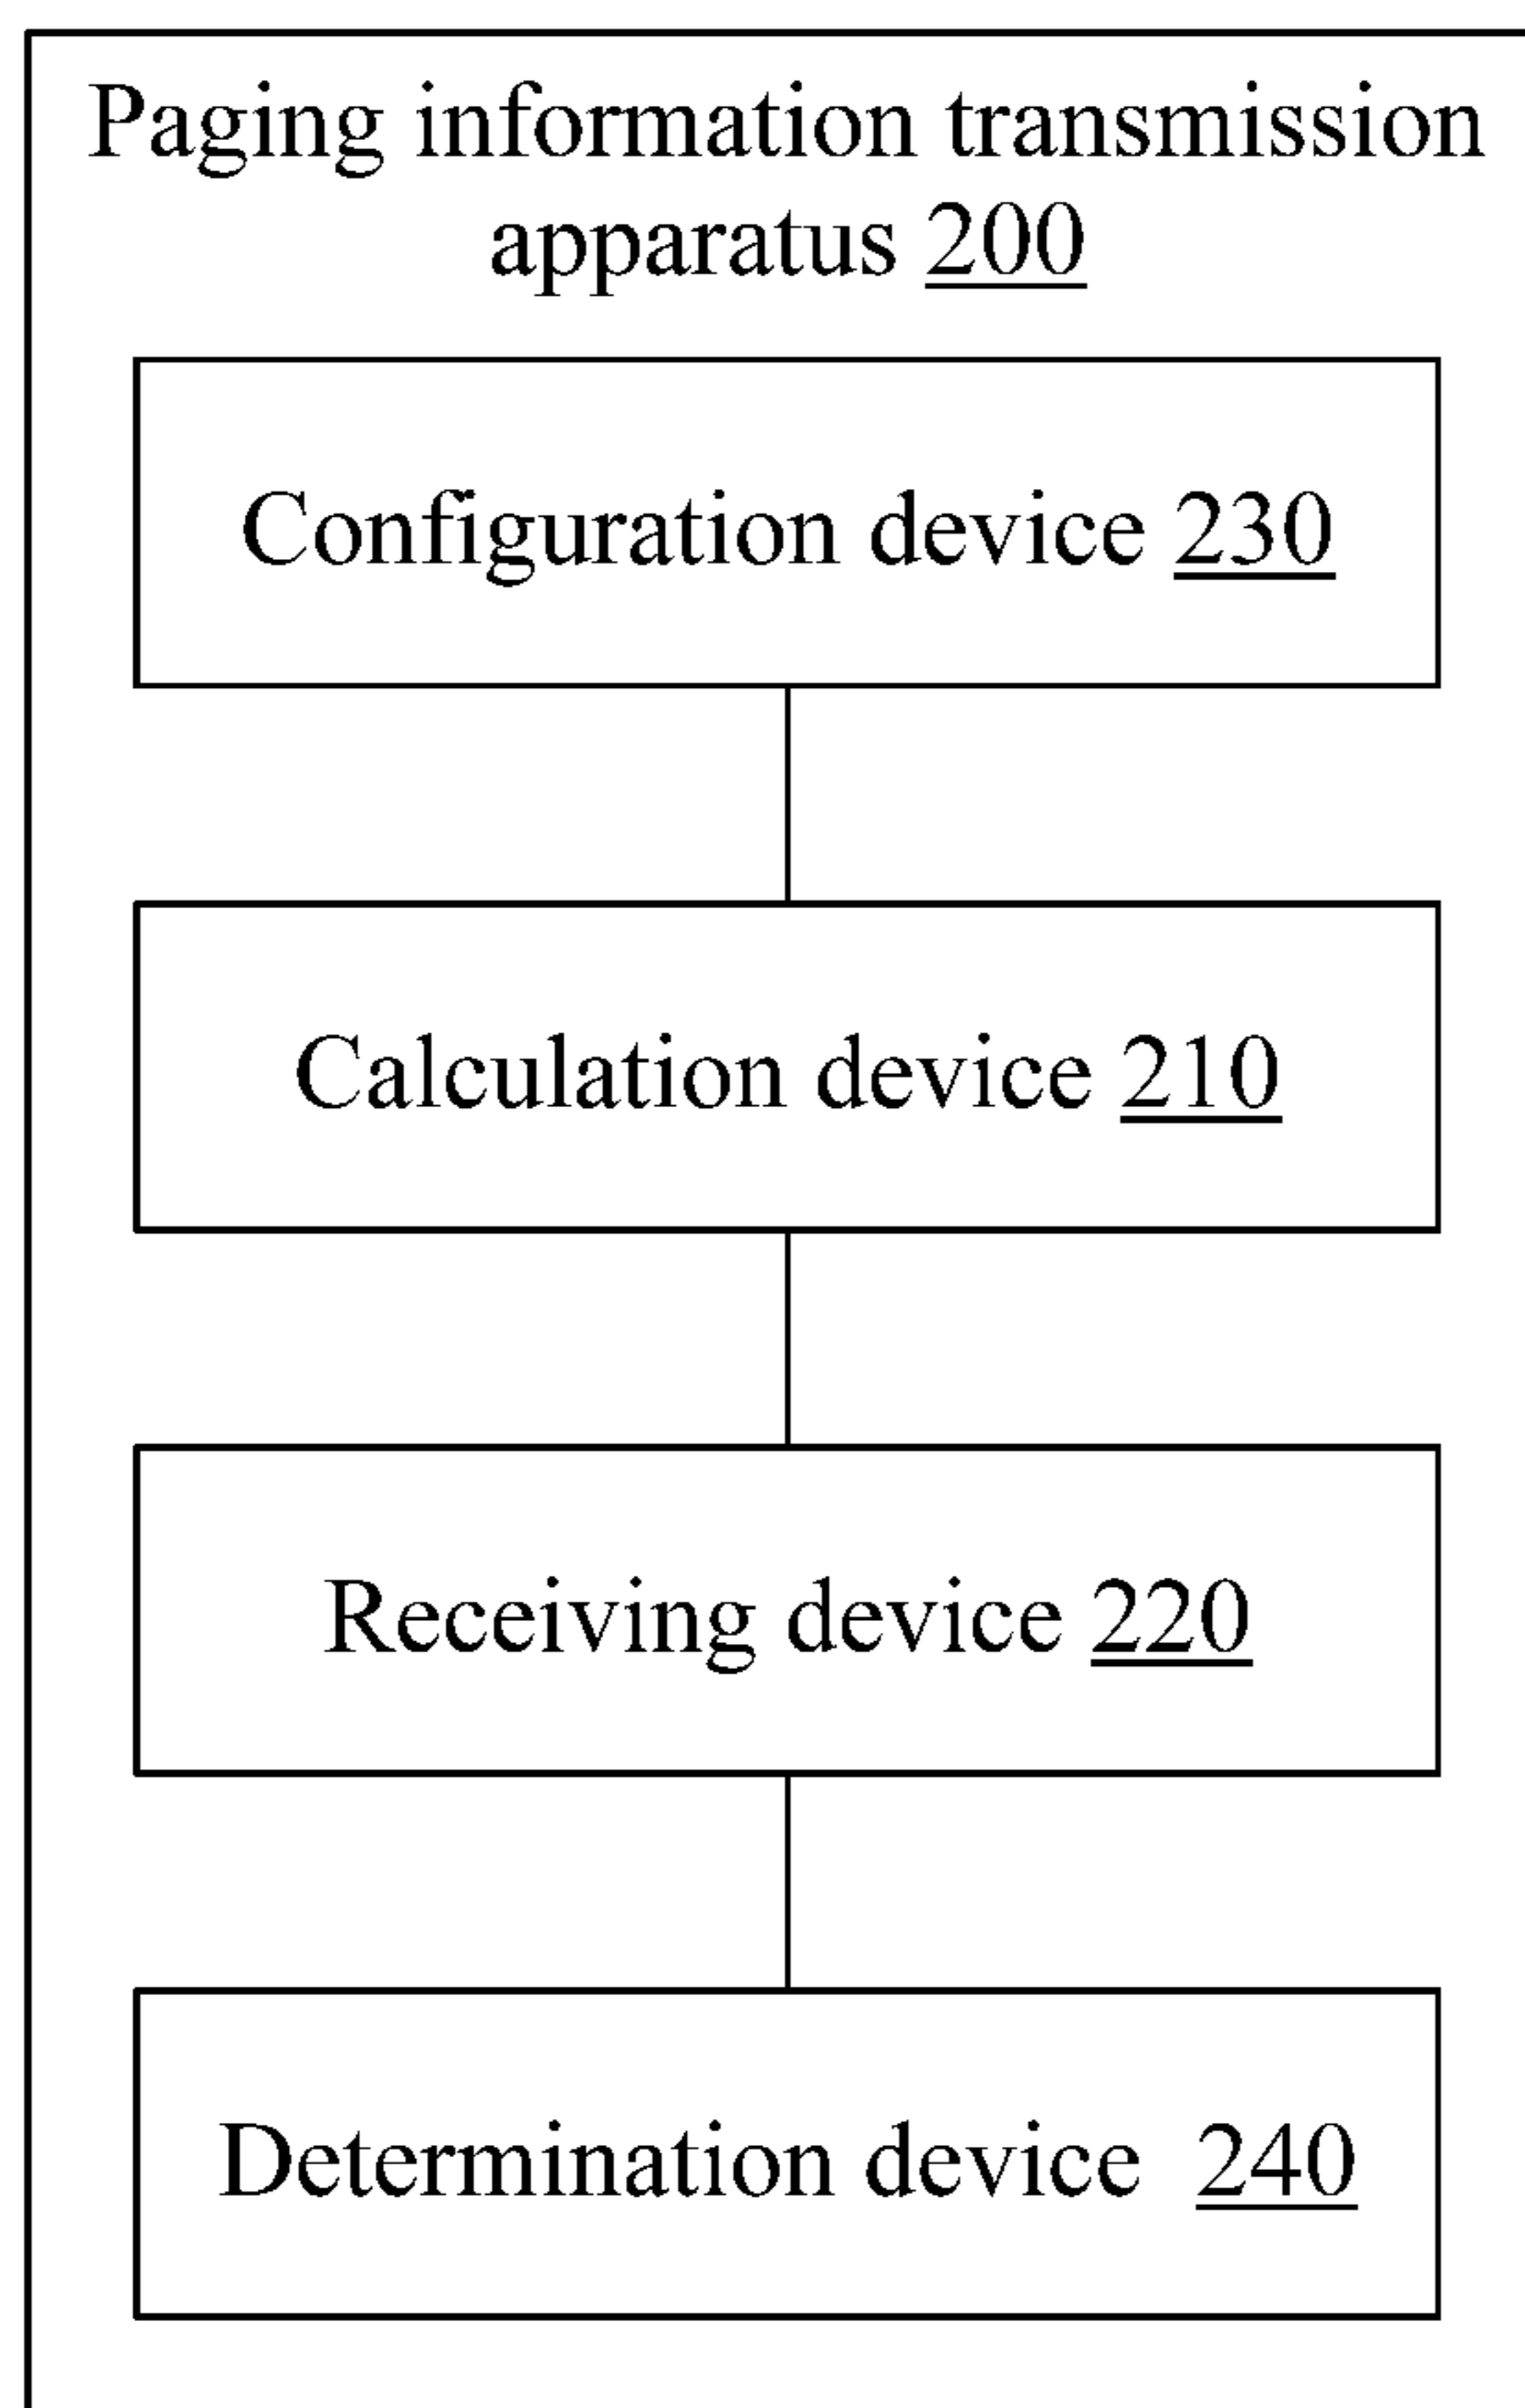 Paging information transmission
apparatus 200
Configuration device 230
Calculation device 210
Receiving device 220
Determination device 240